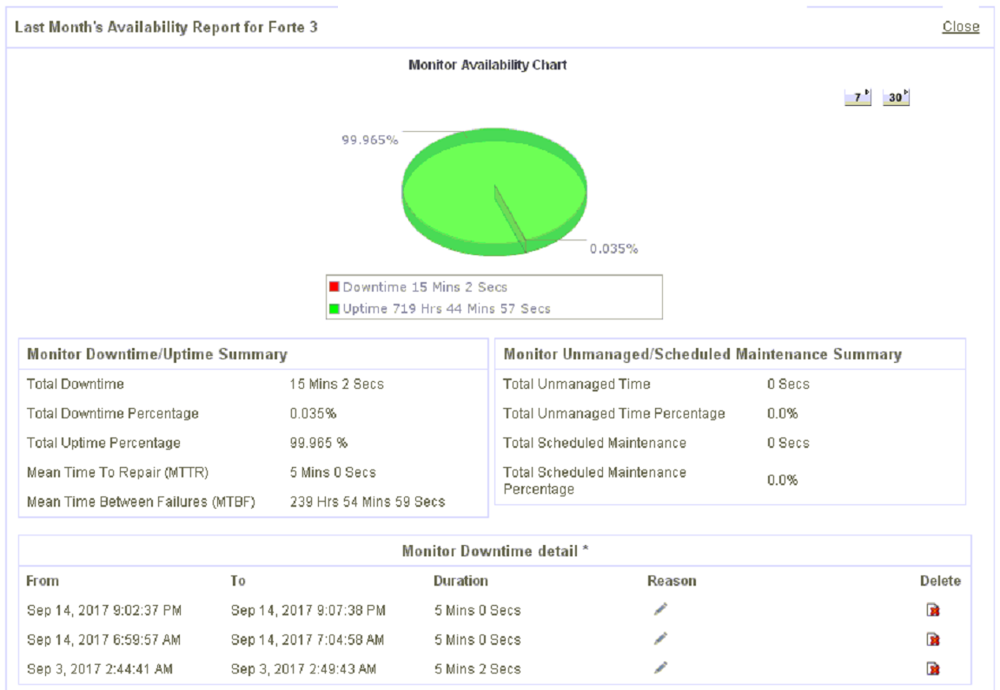 Last Month's Availability Report for Forte 3
Close
Monitor Availability Chart
7 30
99.965%
0.035%
Downtime 15 Mins 2 Secs
Uptime 719 Hrs 44 Mins 57 Secs
Monitor Downtime/Uptime Summary
Total Downtime 15 Mins 2 Secs
Total Downtime Percentage 0.035%
Total Uptime Percentage 99.965 %
Mean Time To Repair (MTTR) 5 Mins 0 Secs
Mean Time Between Failures (MTBF) 239 Hrs 54 Mins 59 Secs
Monitor Unmanaged/Scheduled Maintenance Summary
Total Unmanaged Time 0 Secs
Total Unmanaged Time Percentage 0.0%
Total Scheduled Maintenance 0 Secs
Total Scheduled Maintenance
Percentage 0.0%
Monitor Downtime detail *
From To Duration Reason Delete
Sep 14, 2017 9:02:37 PM Sep 14, 2017 9:07:38 PM 5 Mins 0 Secs
Sep 14, 2017 6:59:57 AM Sep 14, 2017 7:04:58 AM 5 Mins 0 Secs
Sep 3, 2017 2:44:41 AM Sep 3, 2017 2:49:43 AM 5 Mins 2 Secs